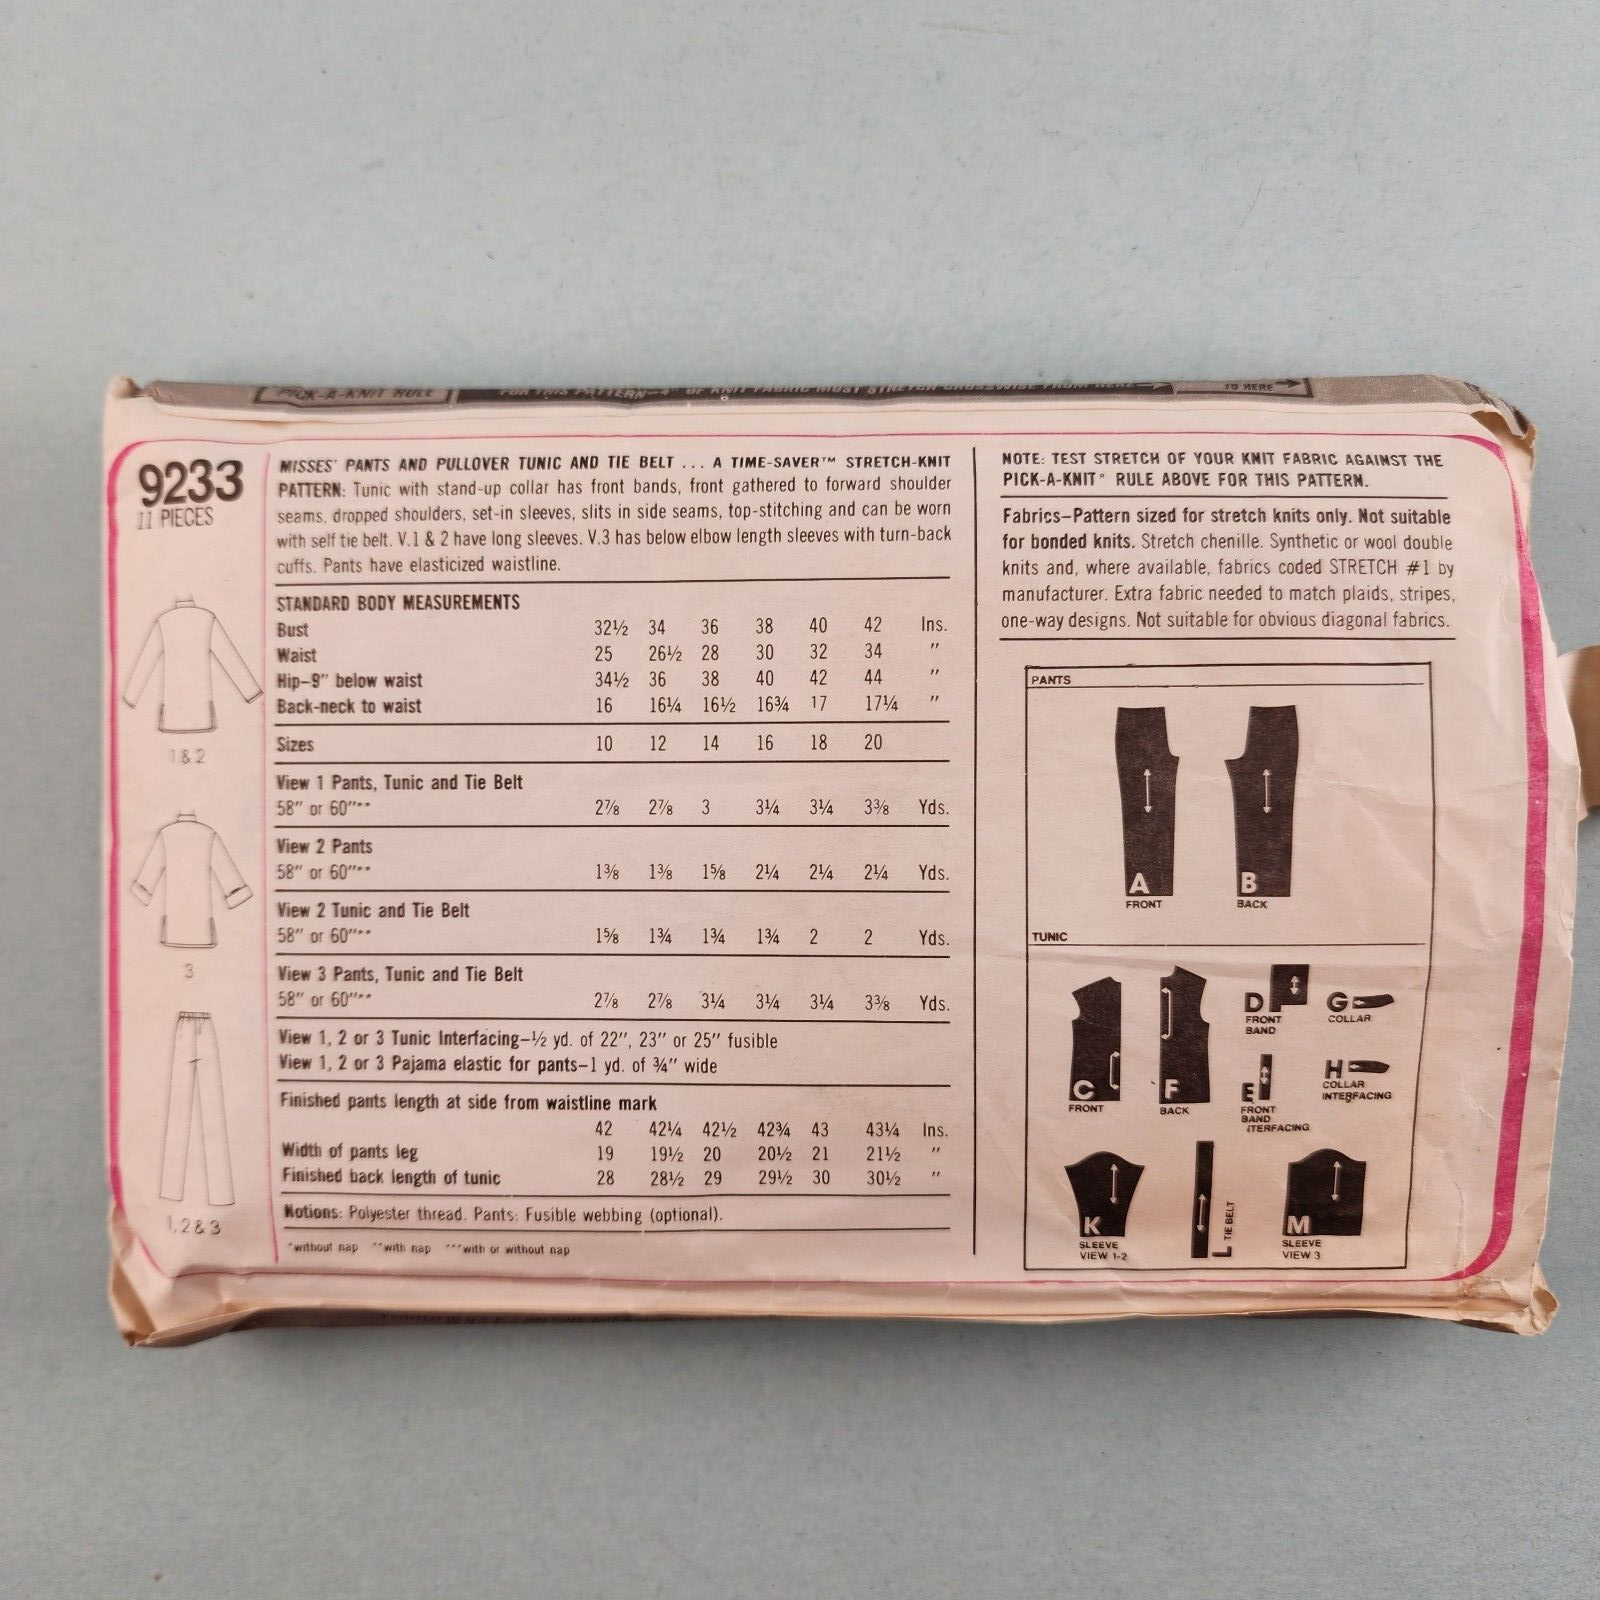 PICK-A-KNIT RULE
FOR THIS PATTERN—4" OF KNIT FABRIC MUST STRETCH CROSSWISE FROM HERE
TO HERE
9233
11 PIECES
1 & 2
3
1, 2 & 3
MISSES' PANTS AND PULLOVER TUNIC AND TIE BELT ... A TIME-SAVER™ STRETCH-KNIT
PATTERN: Tunic with stand-up collar has front bands, front gathered to forward shoulder
seams, dropped shoulders, set-in sleeves, slits in side seams, top-stitching and can be worn
with self tie belt. V.1 & 2 have long sleeves. V.3 has below elbow length sleeves with turn-back
cuffs. Pants have elasticized waistline.
STANDARD BODY MEASUREMENTS
Bust 32½ 34 36 38 40 42 Ins.
Waist 25 26½ 28 30 32 34 "
Hip–9" below waist 34½ 36 38 40 42 44 "
Back-neck to waist 16 16¼ 16½ 16¾ 17 17¼ "
Sizes 10 12 14 16 18 20
View 1 Pants, Tunic and Tie Belt
58" or 60"** 2⅞ 2⅞ 3 3¼ 3¼ 3⅜ Yds.
View 2 Pants
58" or 60"** 1⅜ 1⅜ 1⅝ 2¼ 2¼ 2¼ Yds.
View 2 Tunic and Tie Belt
58" or 60"** 1⅝ 1¾ 1¾ 1¾ 2 2 Yds.
View 3 Pants, Tunic and Tie Belt
58" or 60"** 2⅞ 2⅞ 3¼ 3¼ 3¼ 3⅜ Yds.
View 1, 2 or 3 Tunic Interfacing–½ yd. of 22", 23" or 25" fusible
View 1, 2 or 3 Pajama elastic for pants–1 yd. of ¾" wide
Finished pants length at side from waistline mark
42 42¼ 42½ 42¾ 43 43¼ Ins.
Width of pants leg 19 19½ 20 20½ 21 21½ "
Finished back length of tunic 28 28½ 29 29½ 30 30½ "
Notions: Polyester thread. Pants: Fusible webbing (optional).
*without nap **with nap ***with or without nap
NOTE: TEST STRETCH OF YOUR KNIT FABRIC AGAINST THE
PICK-A-KNIT® RULE ABOVE FOR THIS PATTERN.
Fabrics–Pattern sized for stretch knits only. Not suitable
for bonded knits. Stretch chenille. Synthetic or wool double
knits and, where available, fabrics coded STRETCH #1 by
manufacturer. Extra fabric needed to match plaids, stripes,
one-way designs. Not suitable for obvious diagonal fabrics.
PANTS
A
FRONT
B
BACK
TUNIC
C
FRONT
F
BACK
D
FRONT
BAND
G
COLLAR
E
FRONT
BAND
ITERFACING
H
COLLAR
INTERFACING
K
SLEEVE
VIEW 1-2
L TIE BELT
M
SLEEVE
VIEW 3